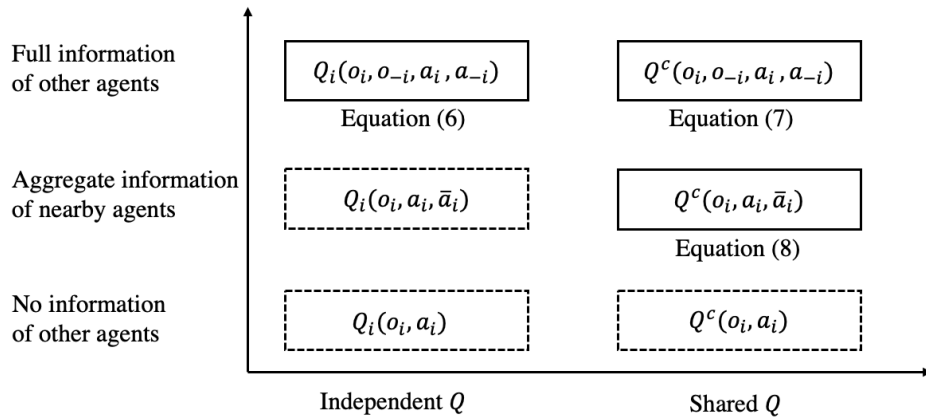 Full information
of other agents
Q_i(o_i, o_{-i}, a_i, a_{-i})
Q^c(o_i, o_{-i}, a_i, a_{-i})
Equation (6)
Equation (7)
Aggregate information
of nearby agents
Q_i(o_i, a_i, ā_i)
Q^c(o_i, a_i, ā_i)
Equation (8)
No information
of other agents
Q_i(o_i, a_i)
Q^c(o_i, a_i)
Independent Q
Shared Q